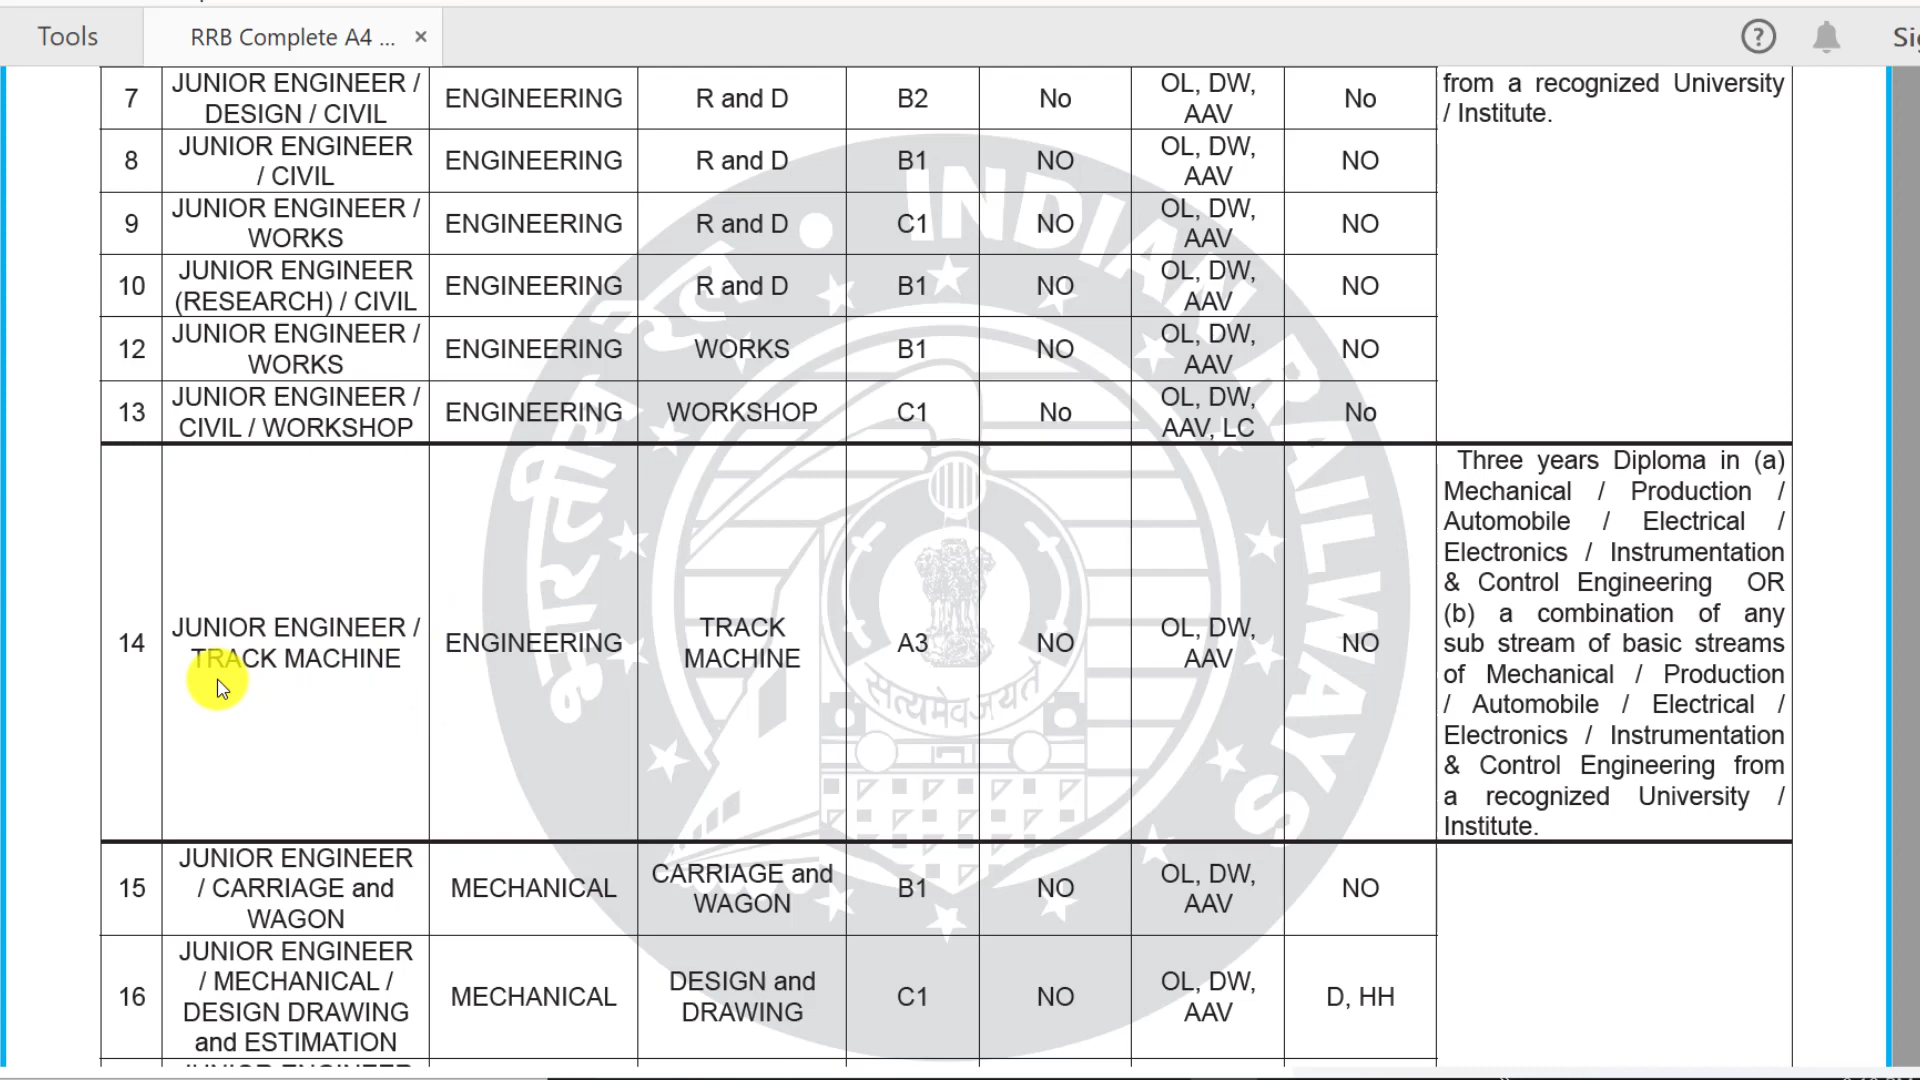 Tools
RRB Complete A4 ... ×
?
7
JUNIOR ENGINEER /
DESIGN / CIVIL
ENGINEERING
R and D
B2
No
OL, DW,
AAV
No
from a recognized University
/ Institute.
8
JUNIOR ENGINEER
/ CIVIL
ENGINEERING
R and D
B1
NO
OL, DW,
AAV
NO
9
JUNIOR ENGINEER /
WORKS
ENGINEERING
R and D
C1
NO
OL, DW,
AAV
NO
10
JUNIOR ENGINEER
(RESEARCH) / CIVIL
ENGINEERING
R and D
B1
NO
OL, DW,
AAV
NO
12
JUNIOR ENGINEER /
WORKS
ENGINEERING
WORKS
B1
NO
OL, DW,
AAV
NO
13
JUNIOR ENGINEER /
CIVIL / WORKSHOP
ENGINEERING
WORKSHOP
C1
No
OL, DW,
AAV, LC
No
14
JUNIOR ENGINEER /
TRACK MACHINE
ENGINEERING
TRACK
MACHINE
A3
NO
OL, DW,
AAV
NO
Three years Diploma in (a)
Mechanical / Production /
Automobile / Electrical /
Electronics / Instrumentation
& Control Engineering OR
(b) a combination of any
sub stream of basic streams
of Mechanical / Production
/ Automobile / Electrical /
Electronics / Instrumentation
& Control Engineering from
a recognized University /
Institute.
15
JUNIOR ENGINEER
/ CARRIAGE and
WAGON
MECHANICAL
CARRIAGE and
WAGON
B1
NO
OL, DW,
AAV
NO
16
JUNIOR ENGINEER
/ MECHANICAL /
DESIGN DRAWING
and ESTIMATION
MECHANICAL
DESIGN and
DRAWING
C1
NO
OL, DW,
AAV
D, HH
भारतीय रेल
INDIAN RAILWAYS
सत्यमेव जयते